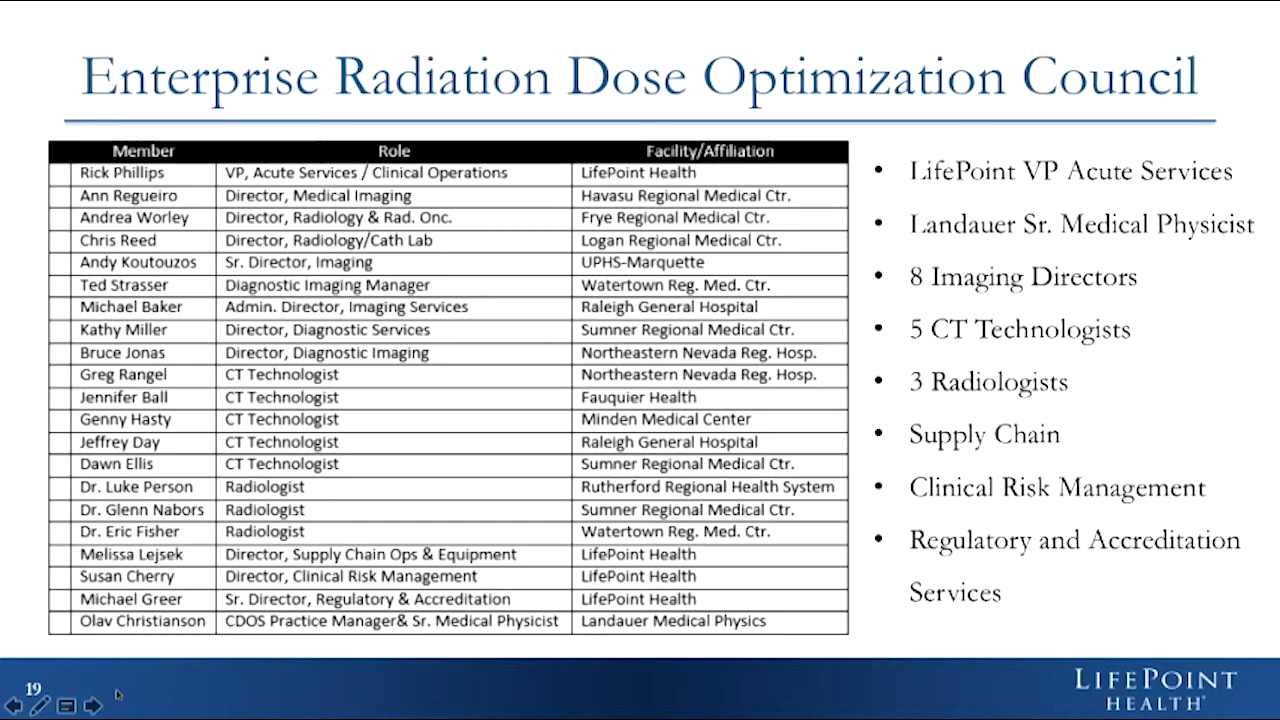 Enterprise Radiation Dose Optimization Council
Member Role Facility/Affiliation
Rick Phillips VP, Acute Services / Clinical Operations LifePoint Health
Ann Regueiro Director, Medical Imaging Havasu Regional Medical Ctr.
Andrea Worley Director, Radiology & Rad. Onc. Frye Regional Medical Ctr.
Chris Reed Director, Radiology/Cath Lab Logan Regional Medical Ctr.
Andy Koutouzos Sr. Director, Imaging UPHS-Marquette
Ted Strasser Diagnostic Imaging Manager Watertown Reg. Med. Ctr.
Michael Baker Admin. Director, Imaging Services Raleigh General Hospital
Kathy Miller Director, Diagnostic Services Sumner Regional Medical Ctr.
Bruce Jonas Director, Diagnostic Imaging Northeastern Nevada Reg. Hosp.
Greg Rangel CT Technologist Northeastern Nevada Reg. Hosp.
Jennifer Ball CT Technologist Fauquier Health
Genny Hasty CT Technologist Minden Medical Center
Jeffrey Day CT Technologist Raleigh General Hospital
Dawn Ellis CT Technologist Sumner Regional Medical Ctr.
Dr. Luke Person Radiologist Rutherford Regional Health System
Dr. Glenn Nabors Radiologist Sumner Regional Medical Ctr.
Dr. Eric Fisher Radiologist Watertown Reg. Med. Ctr.
Melissa Lejsek Director, Supply Chain Ops & Equipment LifePoint Health
Susan Cherry Director, Clinical Risk Management LifePoint Health
Michael Greer Sr. Director, Regulatory & Accreditation LifePoint Health
Olav Christianson CDOS Practice Manager& Sr. Medical Physicist Landauer Medical Physics
• LifePoint VP Acute Services
• Landauer Sr. Medical Physicist
• 8 Imaging Directors
• 5 CT Technologists
• 3 Radiologists
• Supply Chain
• Clinical Risk Management
• Regulatory and Accreditation
Services
19
LIFEPOINT
HEALTH®